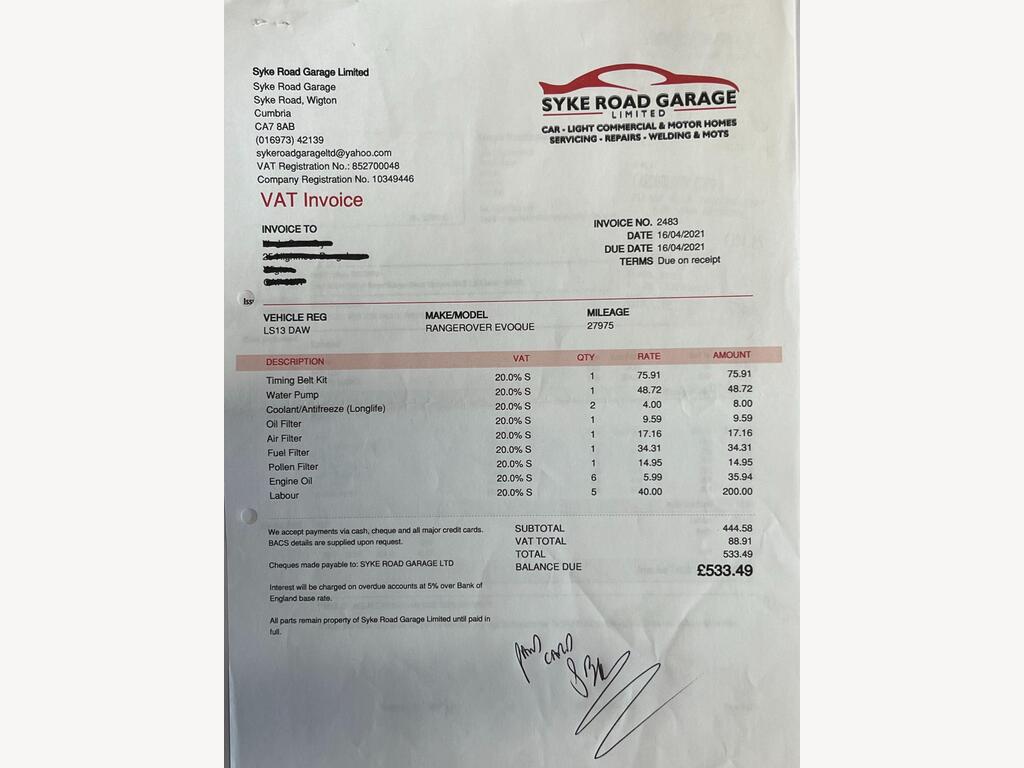 Syke Road Garage Limited
Syke Road Garage
Syke Road, Wigton
Cumbria
CA7 8AB
(016973) 42139
sykeroadgarageltd@yahoo.com
VAT Registration No.: 852700048
Company Registration No. 10349446
SYKE ROAD GARAGE
LIMITED
CAR - LIGHT COMMERCIAL & MOTOR HOMES
SERVICING - REPAIRS - WELDING & MOTS
VAT Invoice
INVOICE TO
INVOICE NO. 2483
DATE 16/04/2021
DUE DATE 16/04/2021
TERMS Due on receipt
VEHICLE REG MAKE/MODEL MILEAGE
LS13 DAW RANGEROVER EVOQUE 27975
DESCRIPTION VAT QTY RATE AMOUNT
Timing Belt Kit 20.0% S 1 75.91 75.91
Water Pump 20.0% S 1 48.72 48.72
Coolant/Antifreeze (Longlife) 20.0% S 2 4.00 8.00
Oil Filter 20.0% S 1 9.59 9.59
Air Filter 20.0% S 1 17.16 17.16
Fuel Filter 20.0% S 1 34.31 34.31
Pollen Filter 20.0% S 1 14.95 14.95
Engine Oil 20.0% S 6 5.99 35.94
Labour 20.0% S 5 40.00 200.00
We accept payments via cash, cheque and all major credit cards.
BACS details are supplied upon request.
Cheques made payable to: SYKE ROAD GARAGE LTD
Interest will be charged on overdue accounts at 5% over Bank of
England base rate.
All parts remain property of Syke Road Garage Limited until paid in
full.
SUBTOTAL 444.58
VAT TOTAL 88.91
TOTAL 533.49
BALANCE DUE £533.49
PAID
CARD